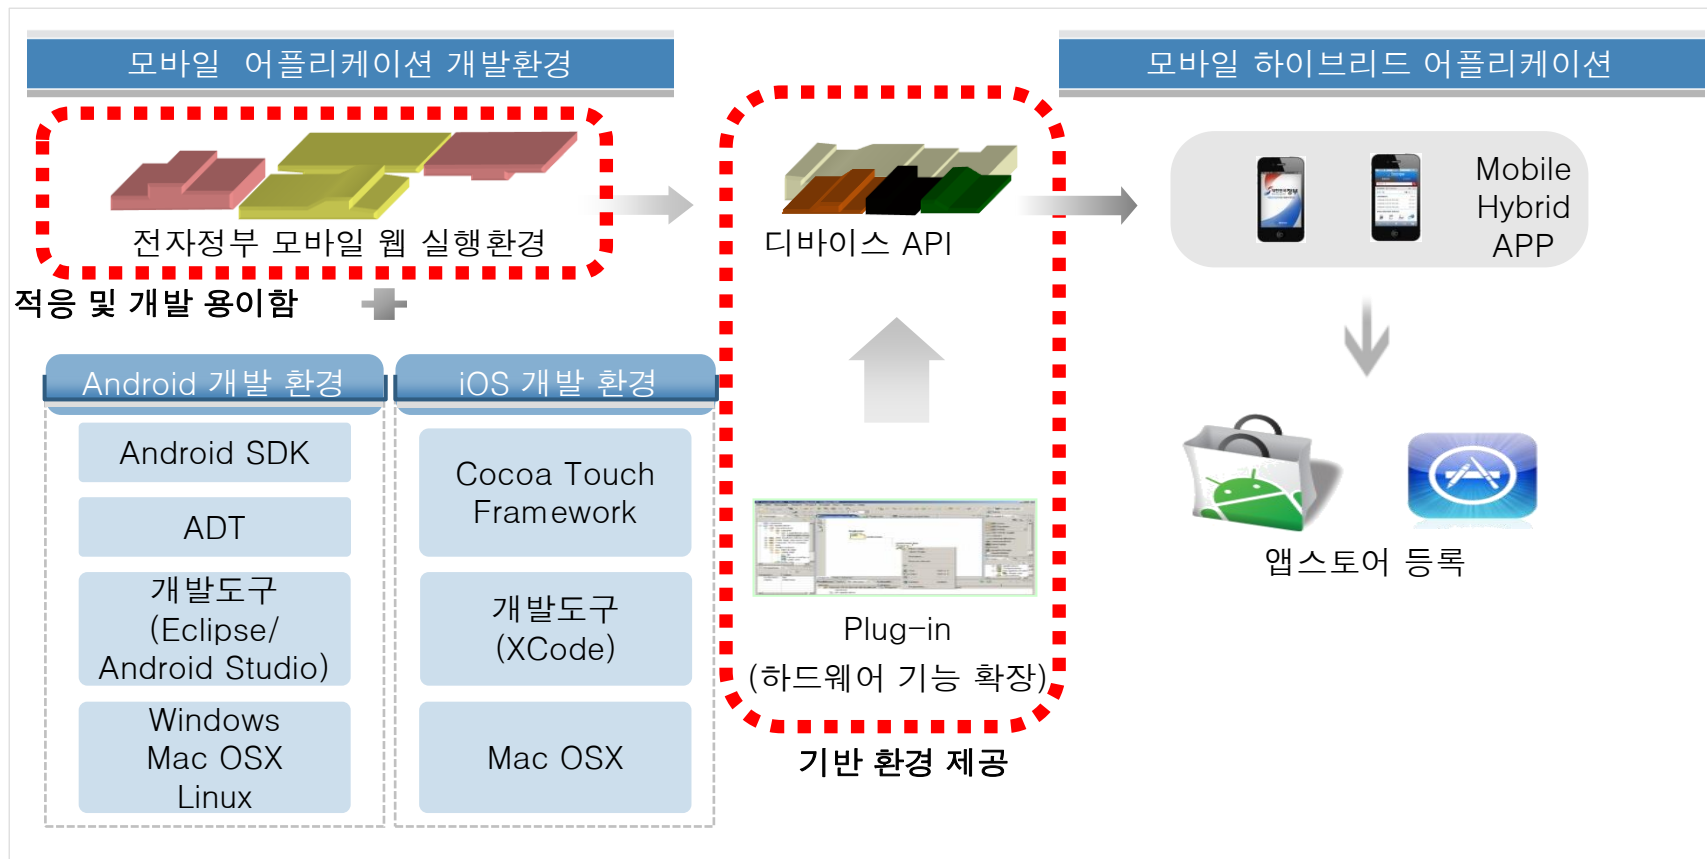 모바일 어플리케이션 개발환경
모바일 하이브리드 어플리케이션
전자정부 모바일 웹 실행환경
적응 및 개발 용이함
디바이스 API
Mobile
Hybrid
APP
Android 개발 환경
Android SDK
ADT
개발도구
(Eclipse/
Android Studio)
Windows
Mac OSX
Linux
iOS 개발 환경
Cocoa Touch
Framework
개발도구
(XCode)
Mac OSX
Plug-in
(하드웨어 기능 확장)
기반 환경 제공
앱스토어 등록